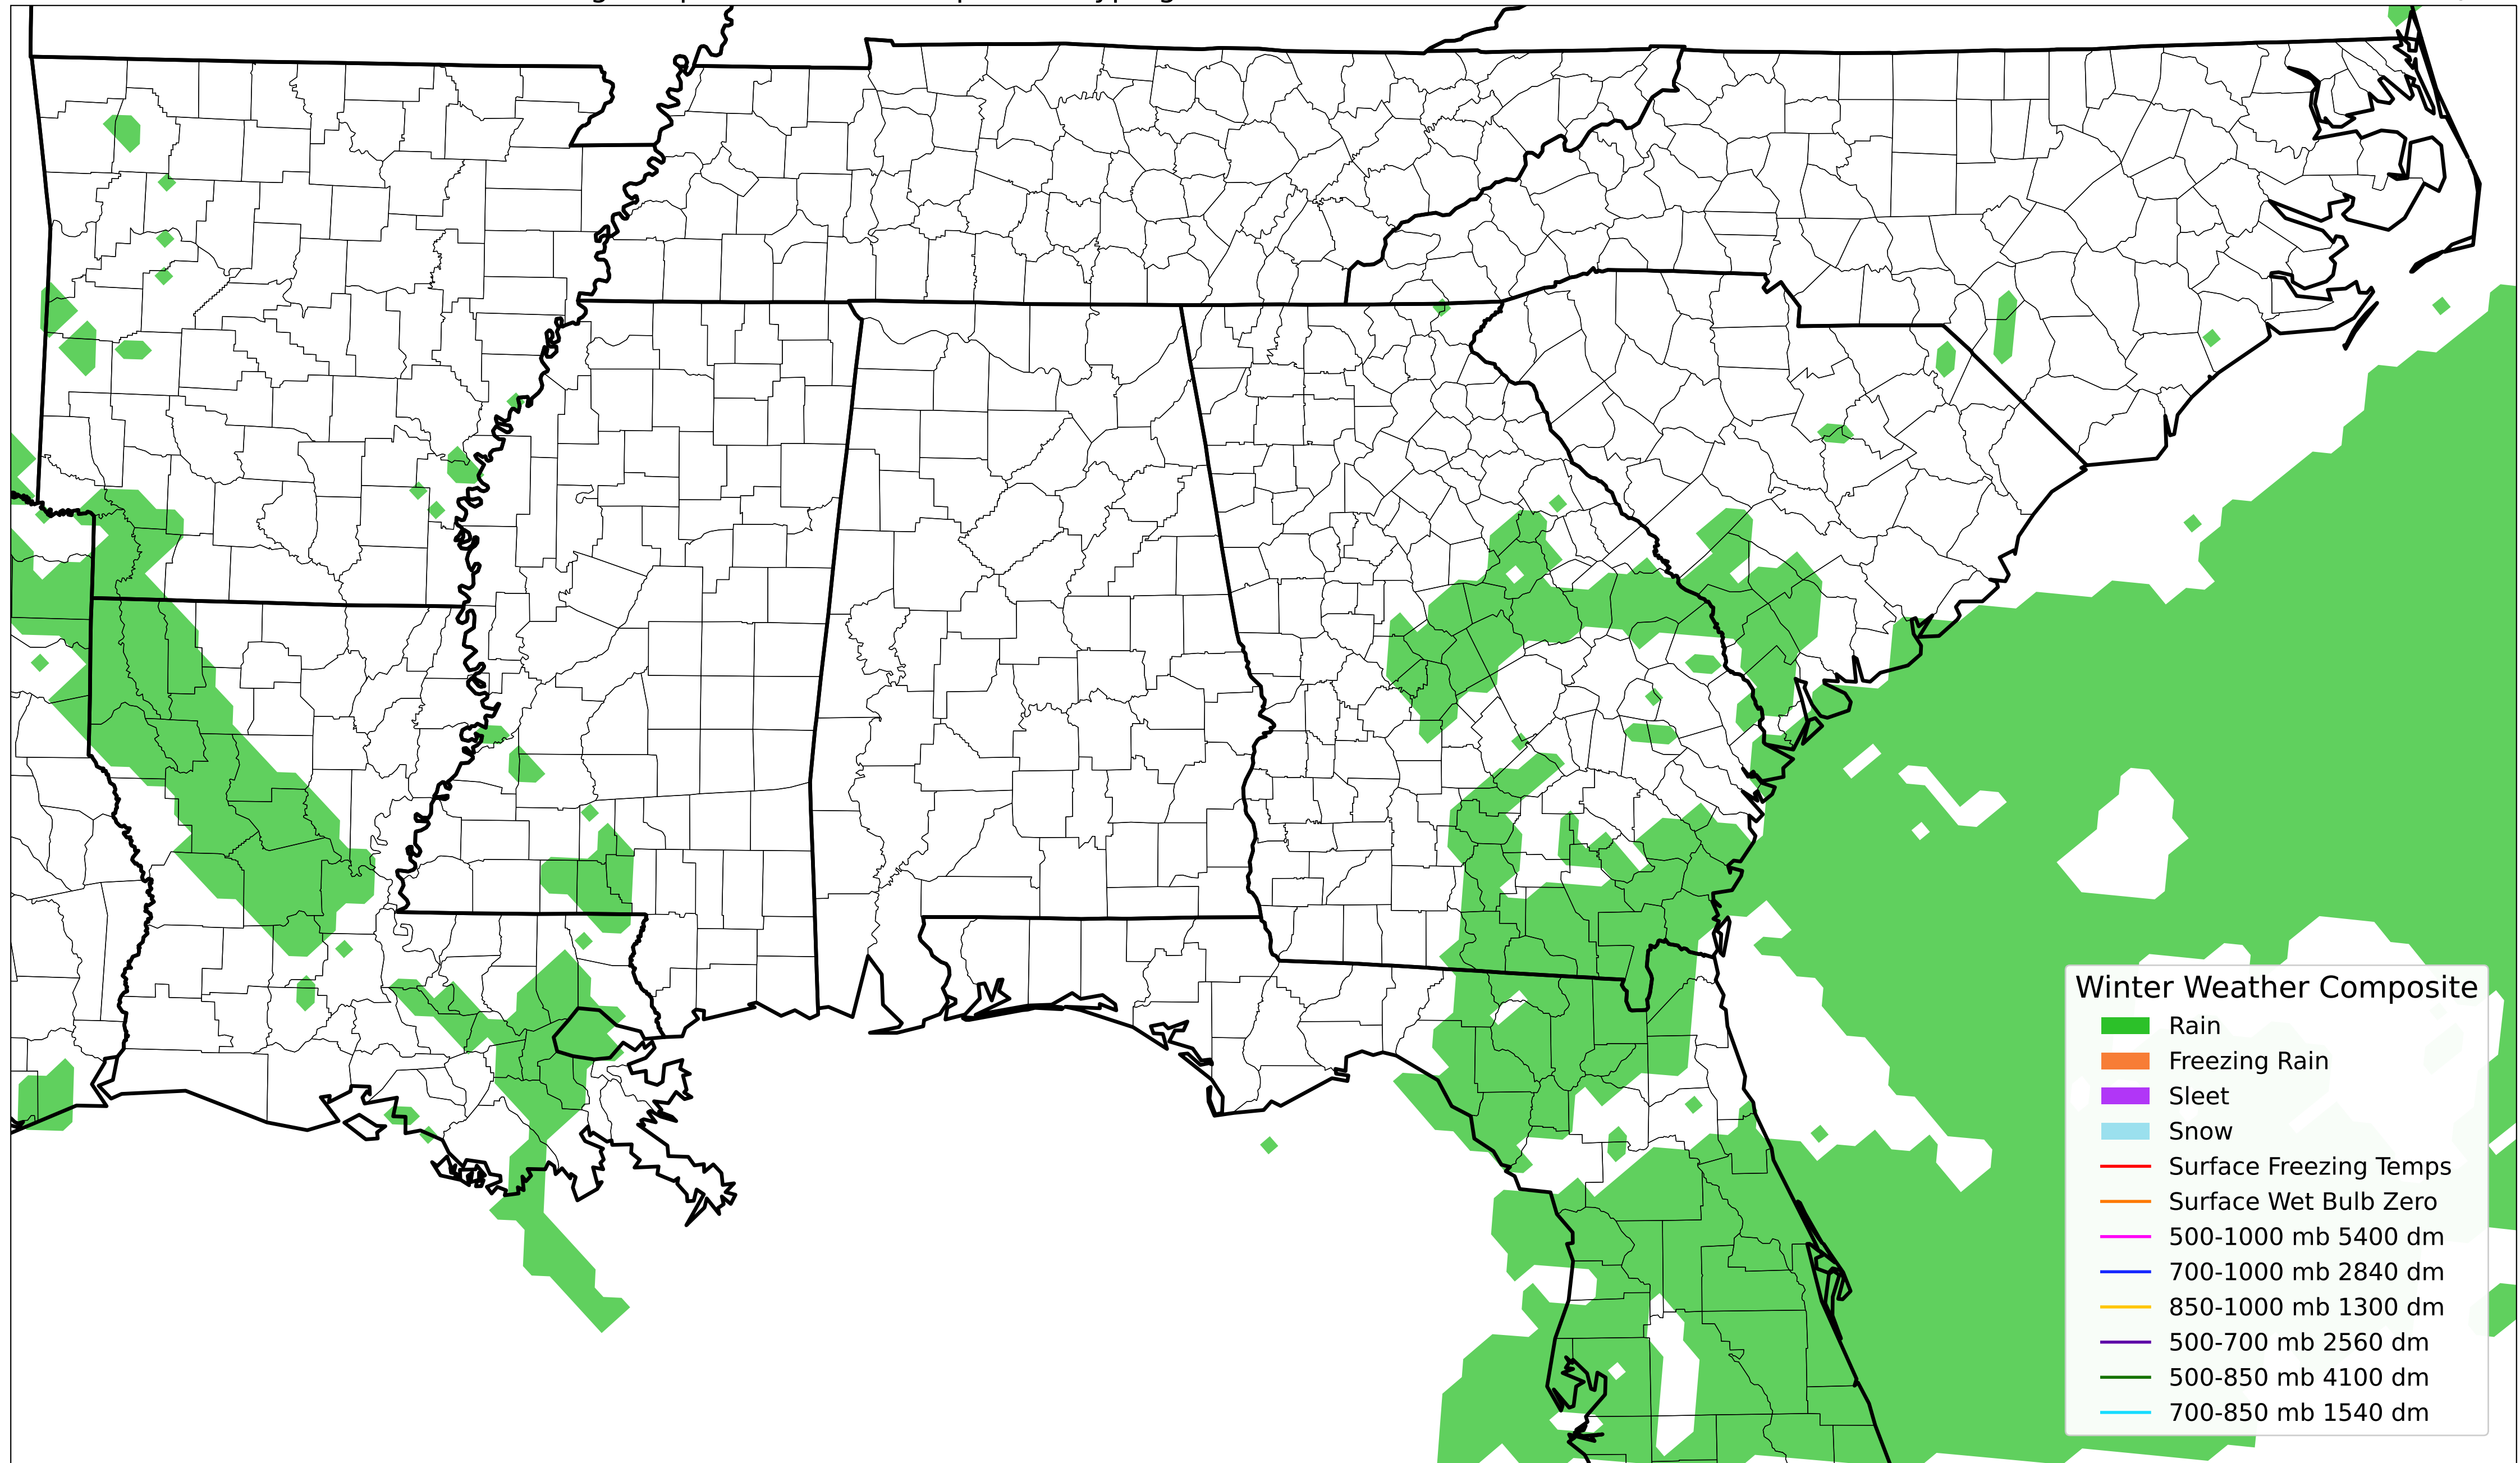 Winter Weather Composite
Rain
Freezing Rain
Sleet
Snow
Surface Freezing Temps
Surface Wet Bulb Zero
500-1000 mb 5400 dm
700-1000 mb 2840 dm
850-1000 mb 1300 dm
500-700 mb 2560 dm
500-850 mb 4100 dm
700-850 mb 1540 dm